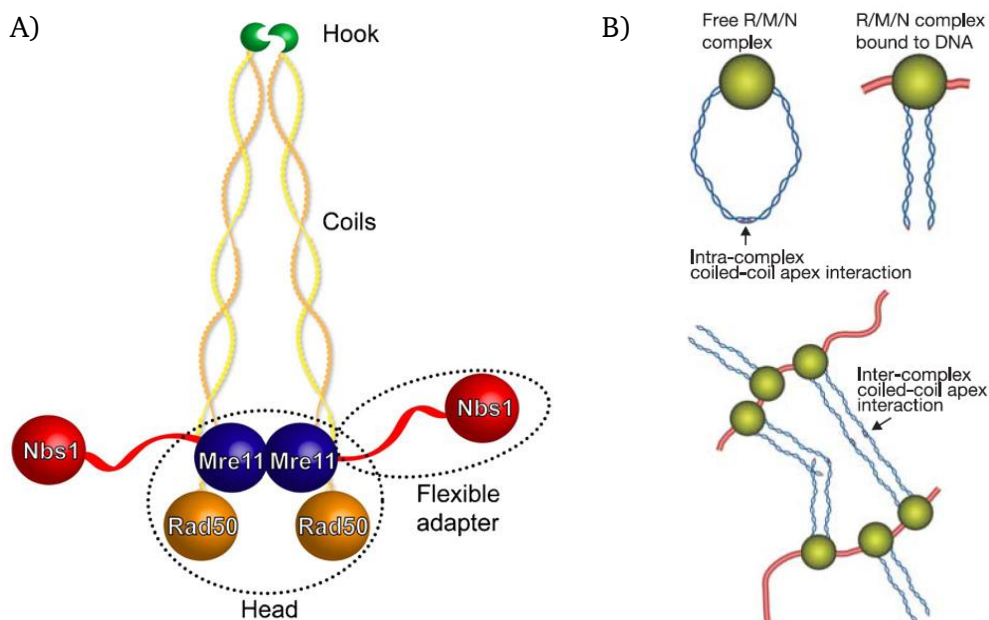 A)
Hook
Coils
Nbs1
Nbs1
Mre11
Mre11
Rad50
Rad50
Flexible
adapter
Head
B)
Free R/M/N
complex
R/M/N complex
bound to DNA
Intra-complex
coiled-coil apex interaction
Inter-complex
coiled–coil apex
interaction